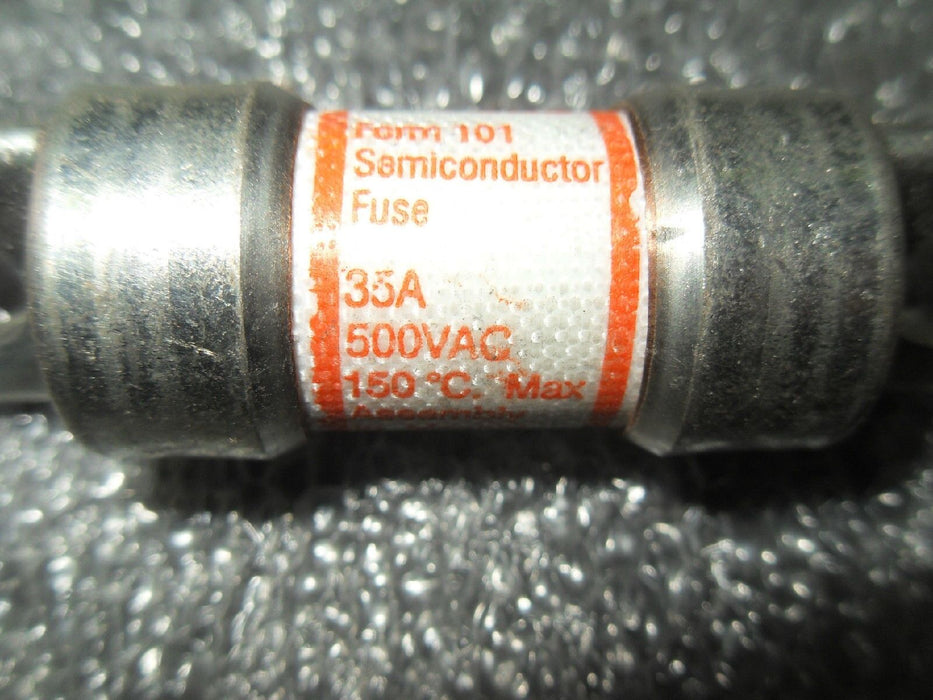 Form 101
Semiconductor
Fuse
35A
500VAC
150 °C. Max